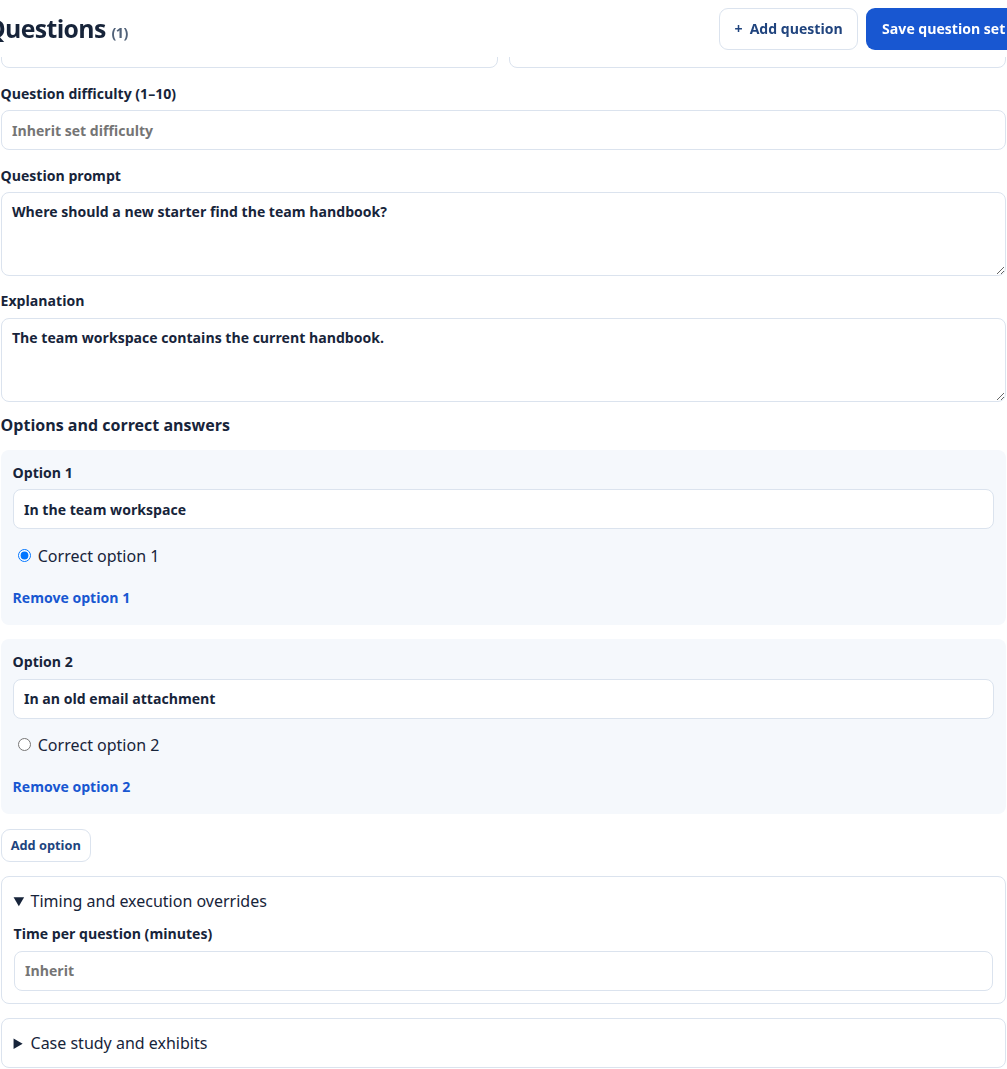 Questions (1)
+ Add question
Save question set
Question difficulty (1–10)
Inherit set difficulty
Question prompt
Where should a new starter find the team handbook?
Explanation
The team workspace contains the current handbook.
Options and correct answers
Option 1
In the team workspace
Correct option 1
Remove option 1
Option 2
In an old email attachment
Correct option 2
Remove option 2
Add option
Timing and execution overrides
Time per question (minutes)
Inherit
Case study and exhibits